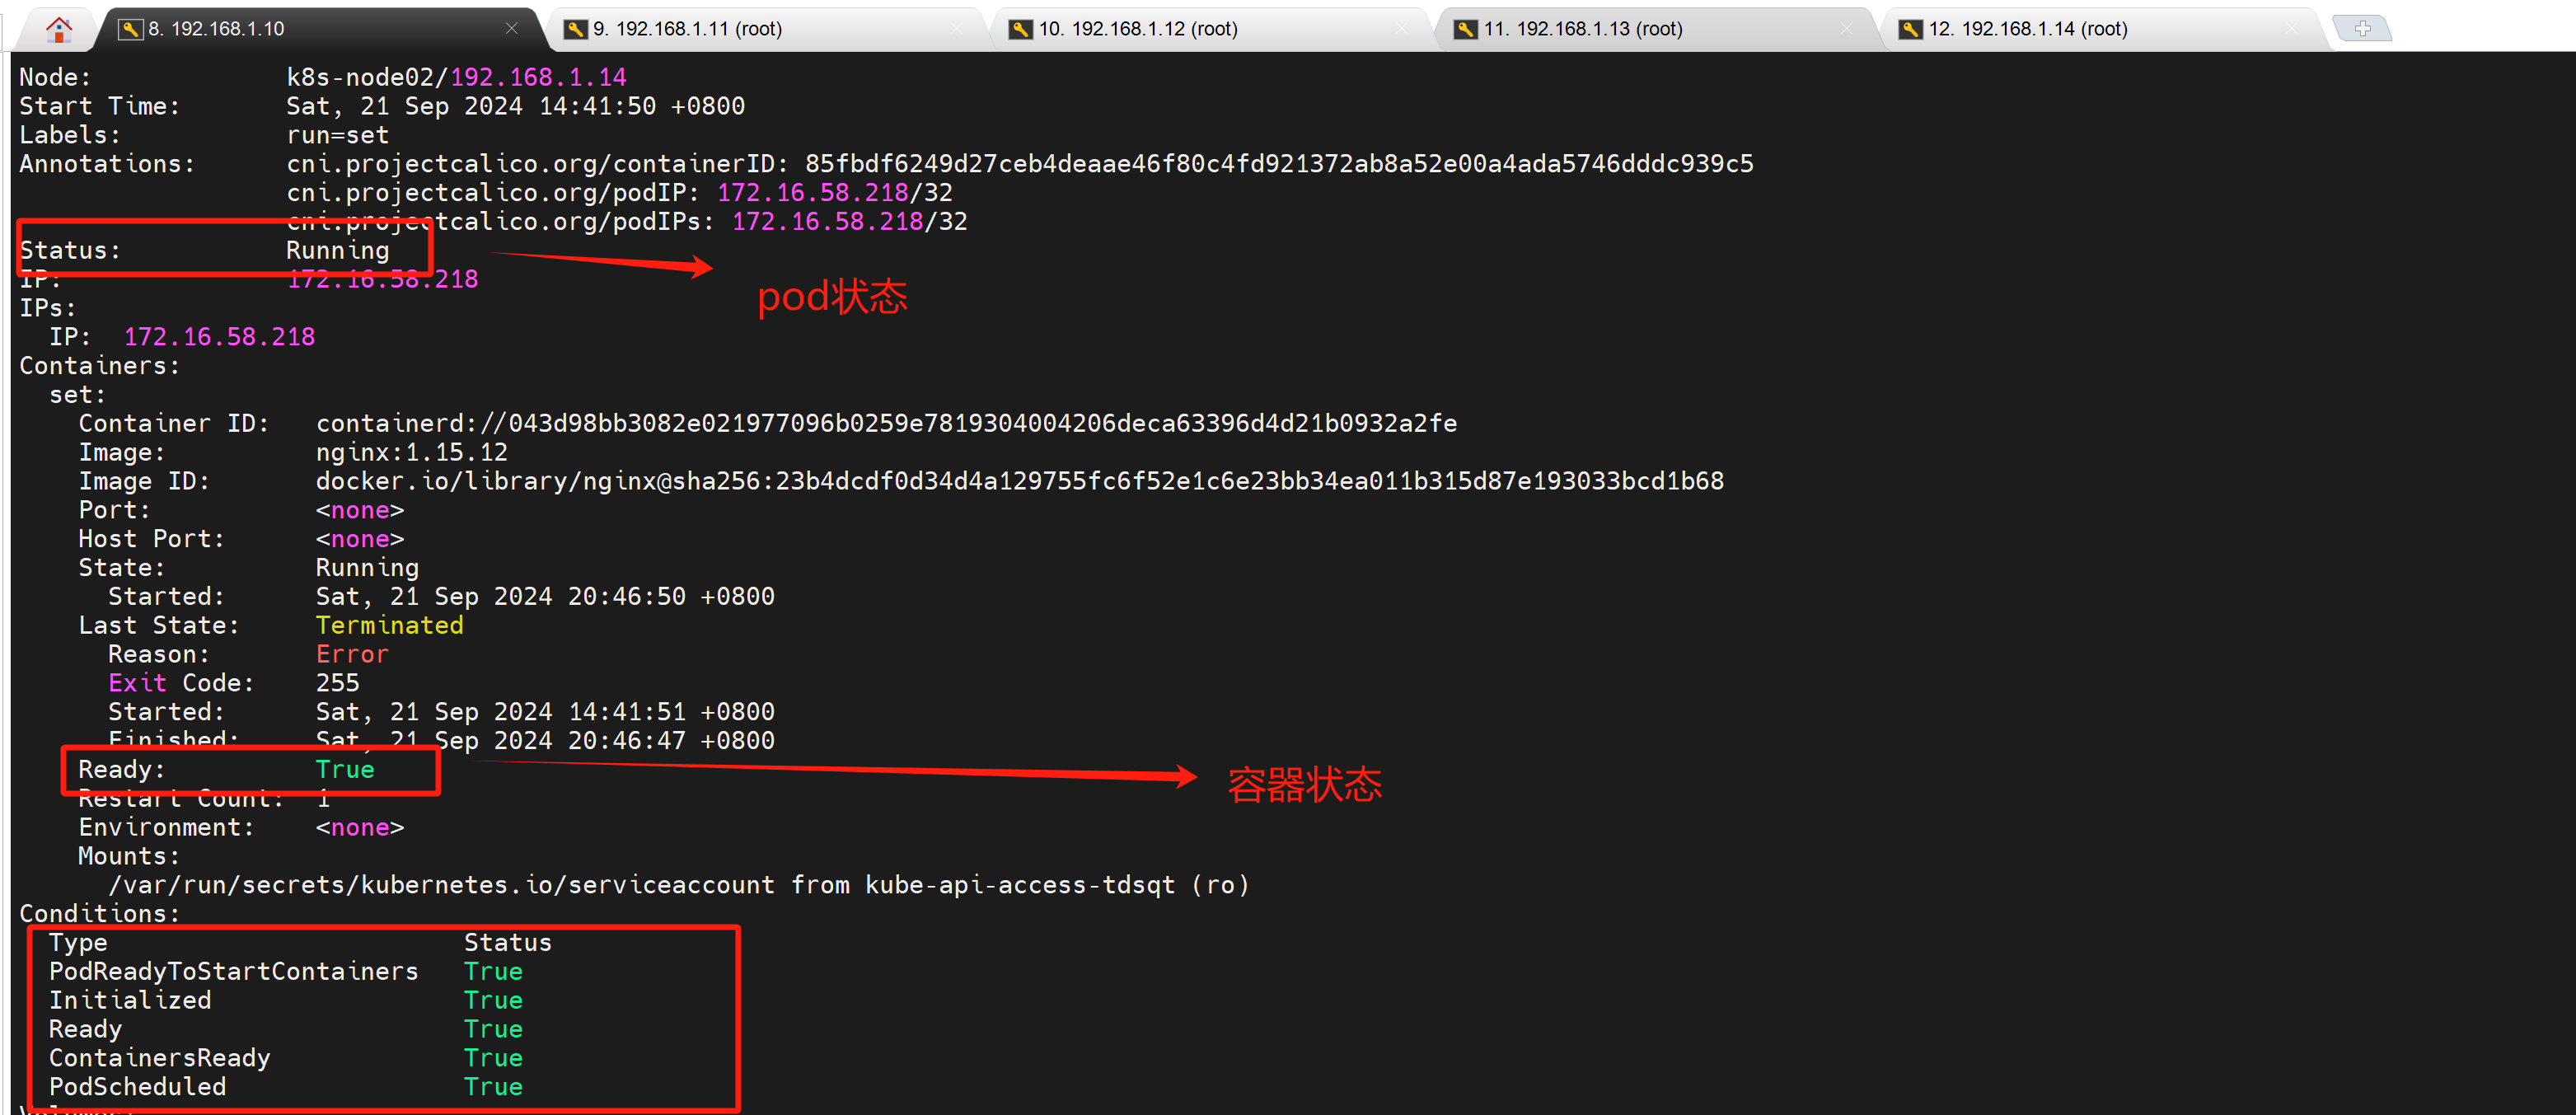 8. 192.168.1.10
9. 192.168.1.11 (root)
10. 192.168.1.12 (root)
11. 192.168.1.13 (root)
12. 192.168.1.14 (root)
Node: k8s-node02/192.168.1.14
Start Time: Sat, 21 Sep 2024 14:41:50 +0800
Labels: run=set
Annotations: cni.projectcalico.org/containerID: 85fbdf6249d27ceb4deaae46f80c4fd921372ab8a52e00a4ada5746dddc939c5
cni.projectcalico.org/podIP: 172.16.58.218/32
cni.projectcalico.org/podIPs: 172.16.58.218/32
Status: Running
pod状态
IP: 172.16.58.218
IPs:
IP: 172.16.58.218
Containers:
set:
Container ID: containerd://043d98bb3082e021977096b0259e7819304004206deca63396d4d21b0932a2fe
Image: nginx:1.15.12
Image ID: docker.io/library/nginx@sha256:23b4dcdf0d34d4a129755fc6f52e1c6e23bb34ea011b315d87e193033bcd1b68
Port: <none>
Host Port: <none>
State: Running
Started: Sat, 21 Sep 2024 20:46:50 +0800
Last State: Terminated
Reason: Error
Exit Code: 255
Started: Sat, 21 Sep 2024 14:41:51 +0800
Finished: Sat, 21 Sep 2024 20:46:47 +0800
Ready: True
容器状态
Restart Count: 1
Environment: <none>
Mounts:
/var/run/secrets/kubernetes.io/serviceaccount from kube-api-access-tdsqt (ro)
Conditions:
Type Status
PodReadyToStartContainers True
Initialized True
Ready True
ContainersReady True
PodScheduled True